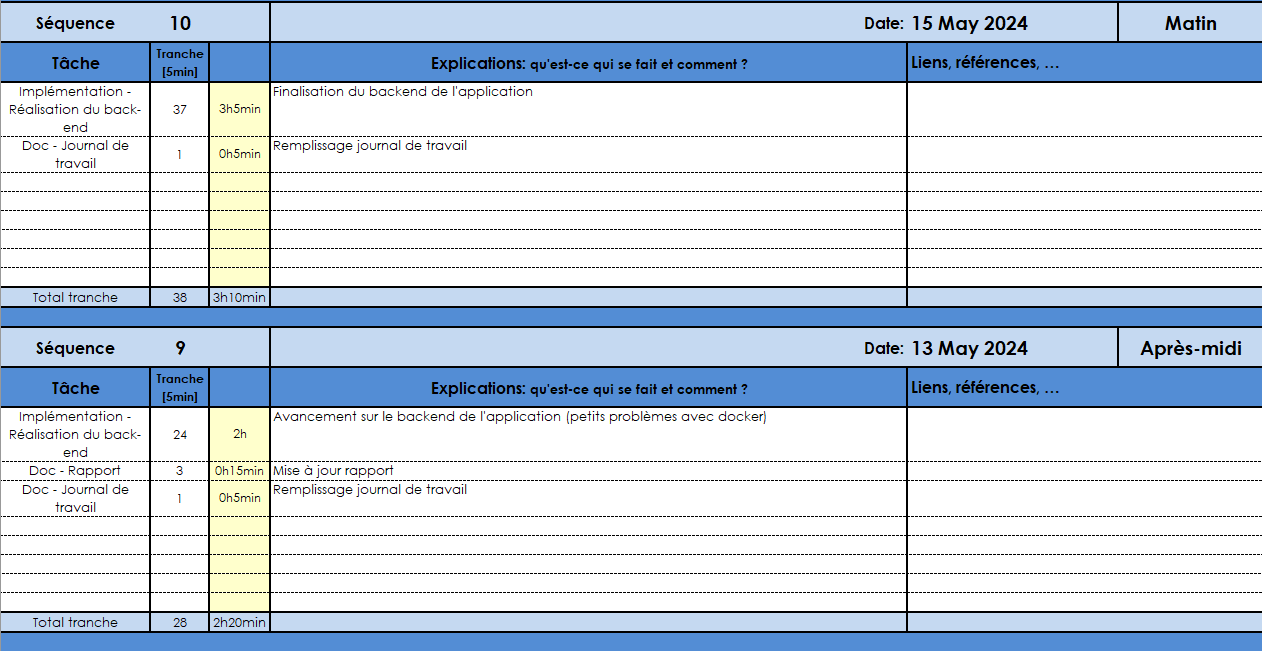 Séquence 10 Date: 15 May 2024 Matin
Tâche Tranche [5min] Explications: qu'est-ce qui se fait et comment ? Liens, références, ...
Implémentation -
Réalisation du back-
end
37 3h5min Finalisation du backend de l'application
Doc - Journal de
travail
1 0h5min Remplissage journal de travail
Total tranche 38 3h10min
Séquence 9 Date: 13 May 2024 Après-midi
Tâche Tranche [5min] Explications: qu'est-ce qui se fait et comment ? Liens, références, ...
Implémentation -
Réalisation du back-
end
24 2h Avancement sur le backend de l'application (petits problèmes avec docker)
Doc - Rapport 3 0h15min Mise à jour rapport
Doc - Journal de
travail
1 0h5min Remplissage journal de travail
Total tranche 28 2h20min